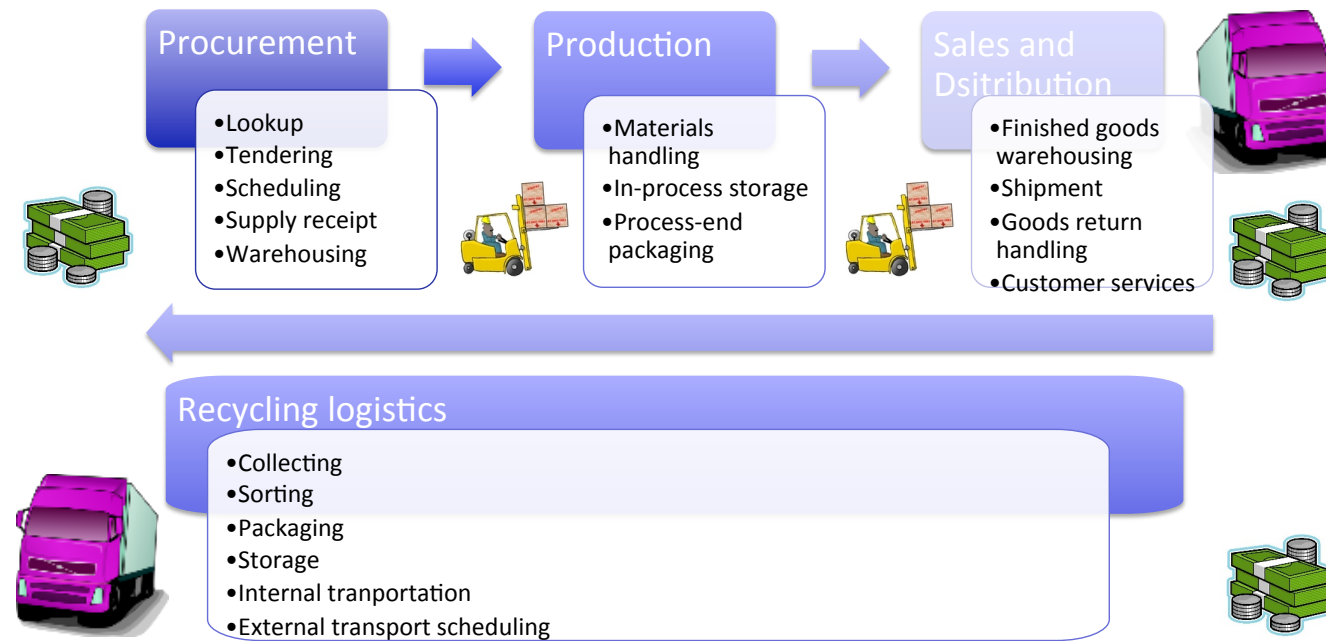 Procurement
•Lookup
•Tendering
•Scheduling
•Supply receipt
•Warehousing
Production
•Materials
handling
•In-process storage
•Process-end
packaging
Sales and
Dsitribution
•Finished goods
warehousing
•Shipment
•Goods return
handling
•Customer services
Recycling logistics
•Collecting
•Sorting
•Packaging
•Storage
•Internal tranportation
•External transport scheduling